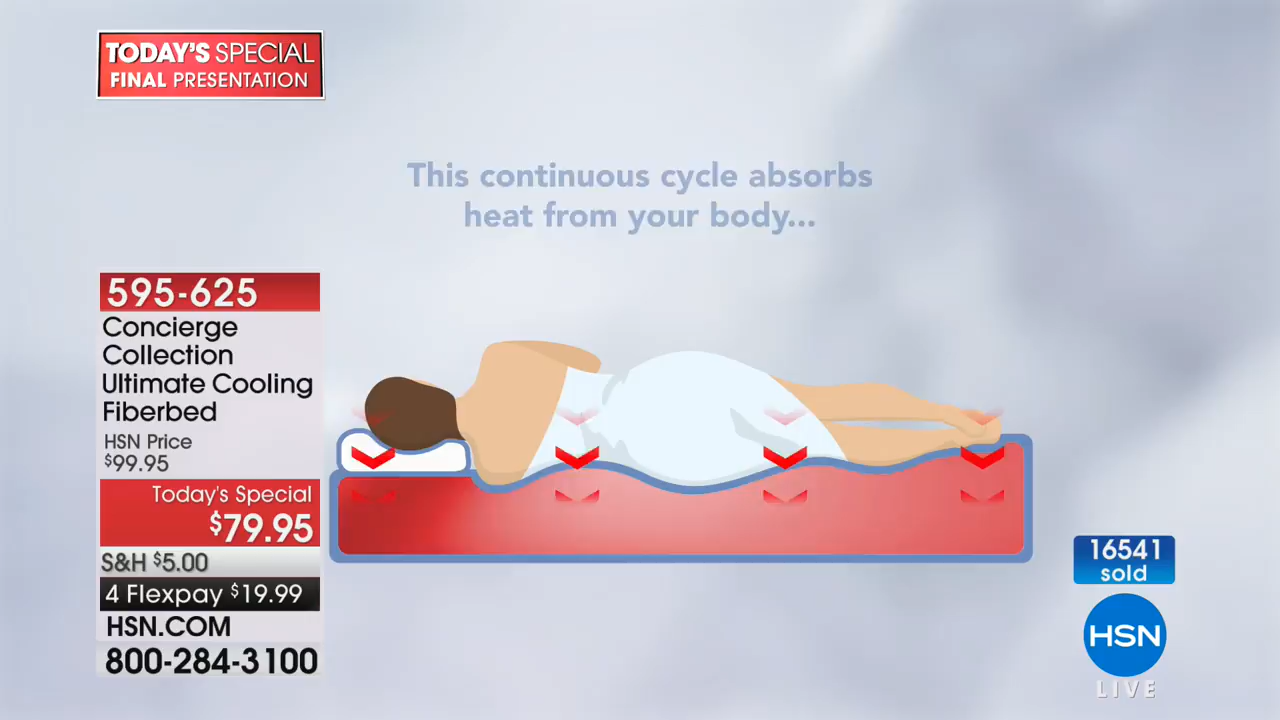 TODAY'S SPECIAL
FINAL PRESENTATION
This continuous cycle absorbs
heat from your body...
595-625
Concierge
Collection
Ultimate Cooling
Fiberbed
HSN Price
$99.95
Today's Special
$79.95
S&H $5.00
4 Flexpay $19.99
HSN.COM
800-284-3100
16541
sold
HSN
LIVE